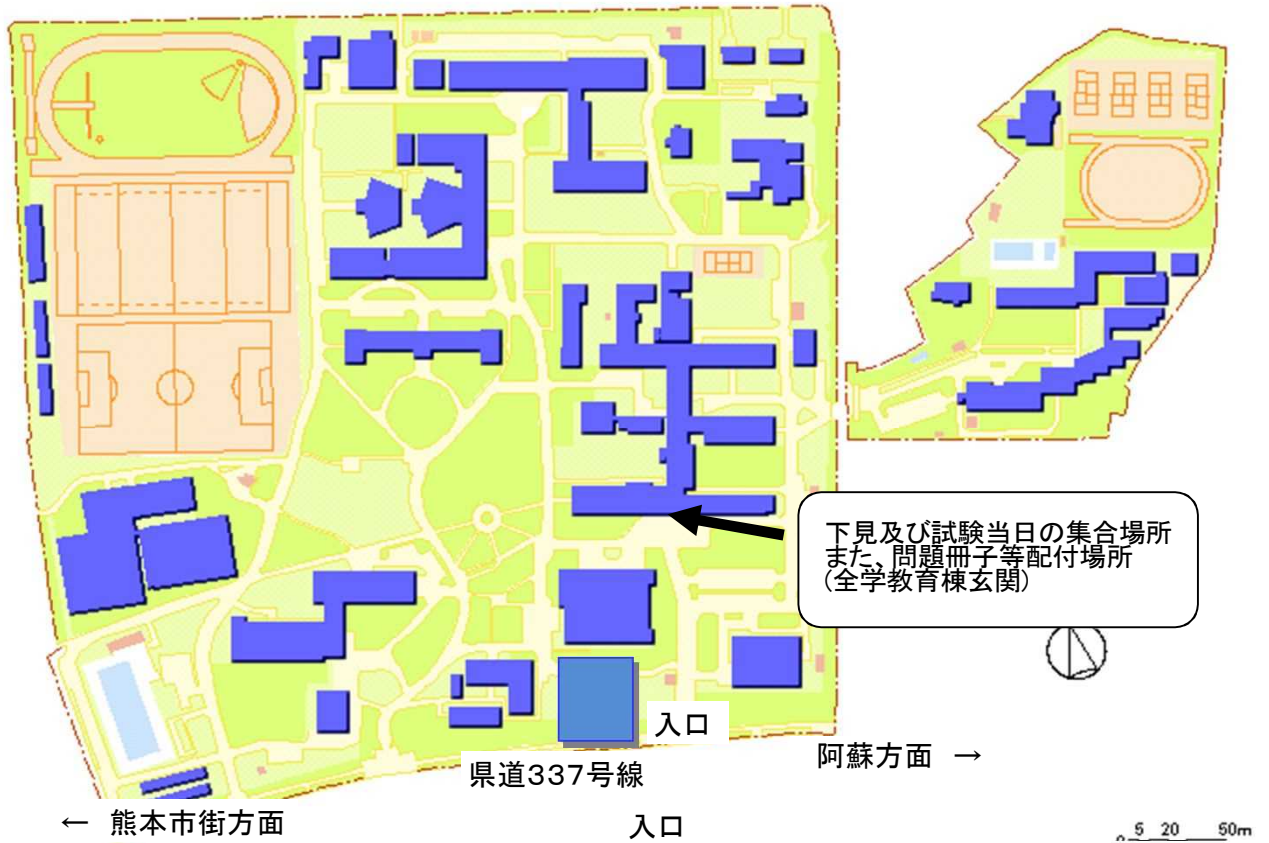 下見及び試験当日の集合場所
また、問題冊子等配付場所
(全学教育棟玄関)
入口
阿蘇方面 →
県道337号線
← 熊本市街方面
入口
0 5 20 50m